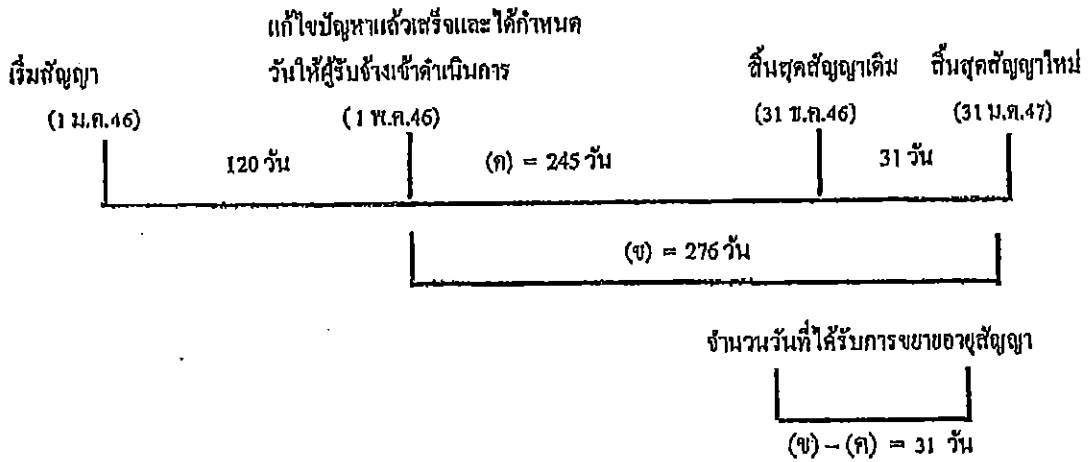 แก้ไขปัญหาแล้วเสร็จและได้กำหนด
เริ่มสัญญา วันให้ผู้รับจ้างเข้าดำเนินการ สิ้นสุดสัญญาเดิม สิ้นสุดสัญญาใหม่
(1 ม.ค.46) (1 พ.ค.46) (31 ธ.ค.46) (31 ม.ค.47)
120 วัน (ค) = 245 วัน 31 วัน
(ข) = 276 วัน
จำนวนวันที่ได้รับการขยายอายุสัญญา
(ข) – (ค) = 31 วัน